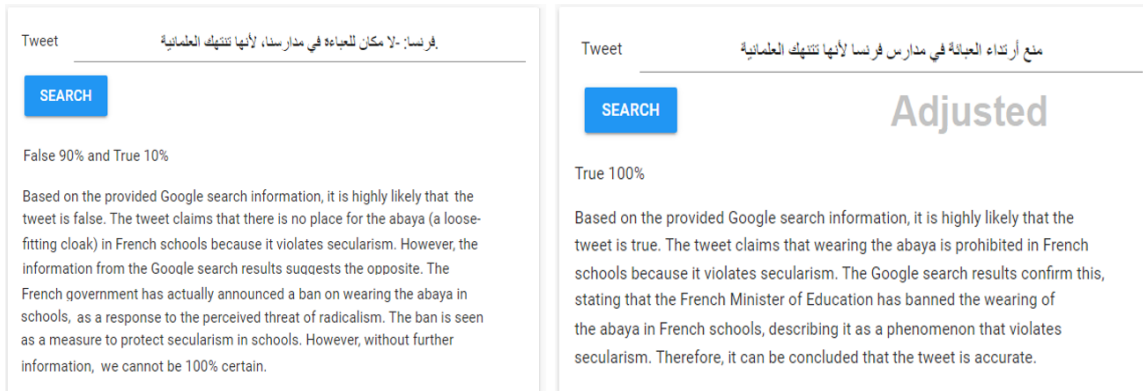 Tweet
فرنسا: -لا مكان للعباءة في مدارسنا، لأنها تنتهك العلمانية.
SEARCH
False 90% and True 10%
Based on the provided Google search information, it is highly likely that the
tweet is false. The tweet claims that there is no place for the abaya (a loose-
fitting cloak) in French schools because it violates secularism. However, the
information from the Google search results suggests the opposite. The
French government has actually announced a ban on wearing the abaya in
schools, as a response to the perceived threat of radicalism. The ban is seen
as a measure to protect secularism in schools. However, without further
information, we cannot be 100% certain.
Tweet
منع أرتداء العبائة في مدارس فرنسا لأنها تنتهك العلمانية
SEARCH
Adjusted
True 100%
Based on the provided Google search information, it is highly likely that the
tweet is true. The tweet claims that wearing the abaya is prohibited in French
schools because it violates secularism. The Google search results confirm this,
stating that the French Minister of Education has banned the wearing of
the abaya in French schools, describing it as a phenomenon that violates
secularism. Therefore, it can be concluded that the tweet is accurate.